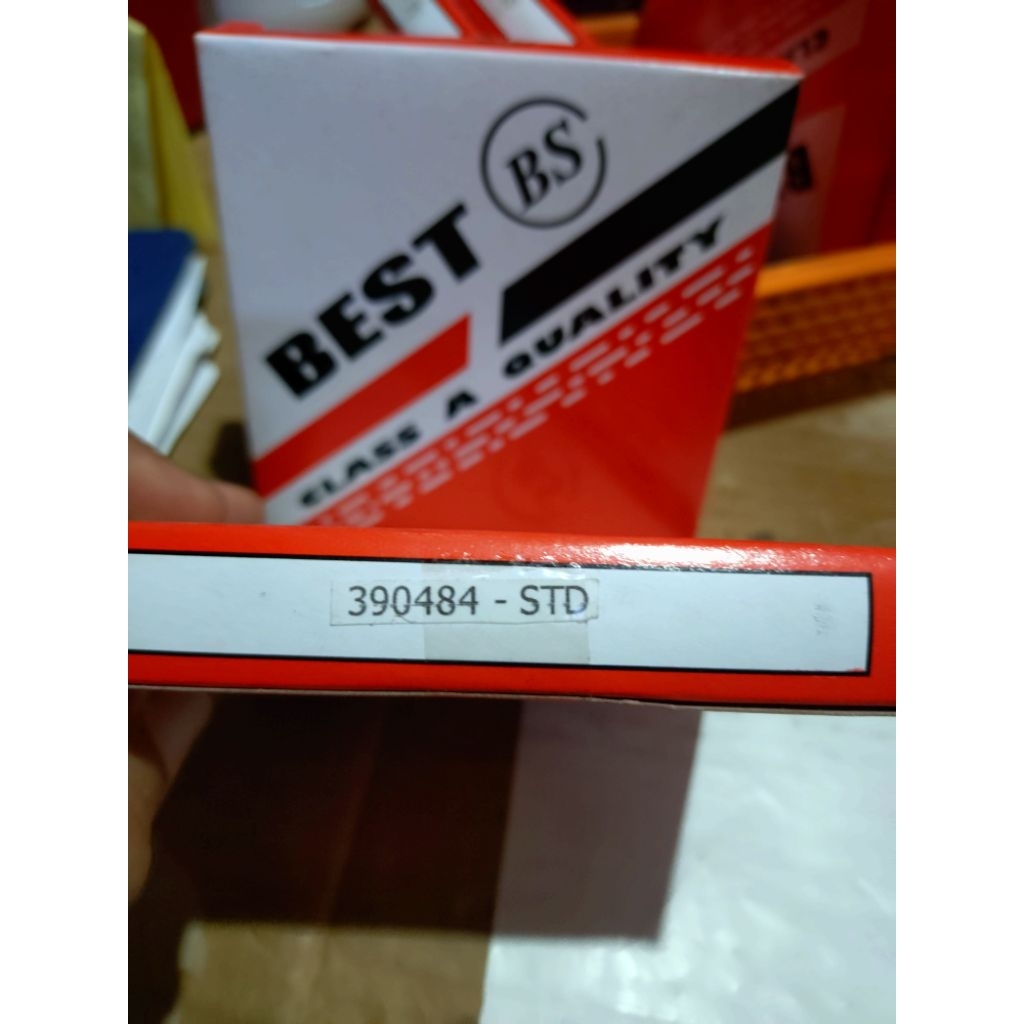 BS
BEST
CLASS A QUALITY
390484 - STD